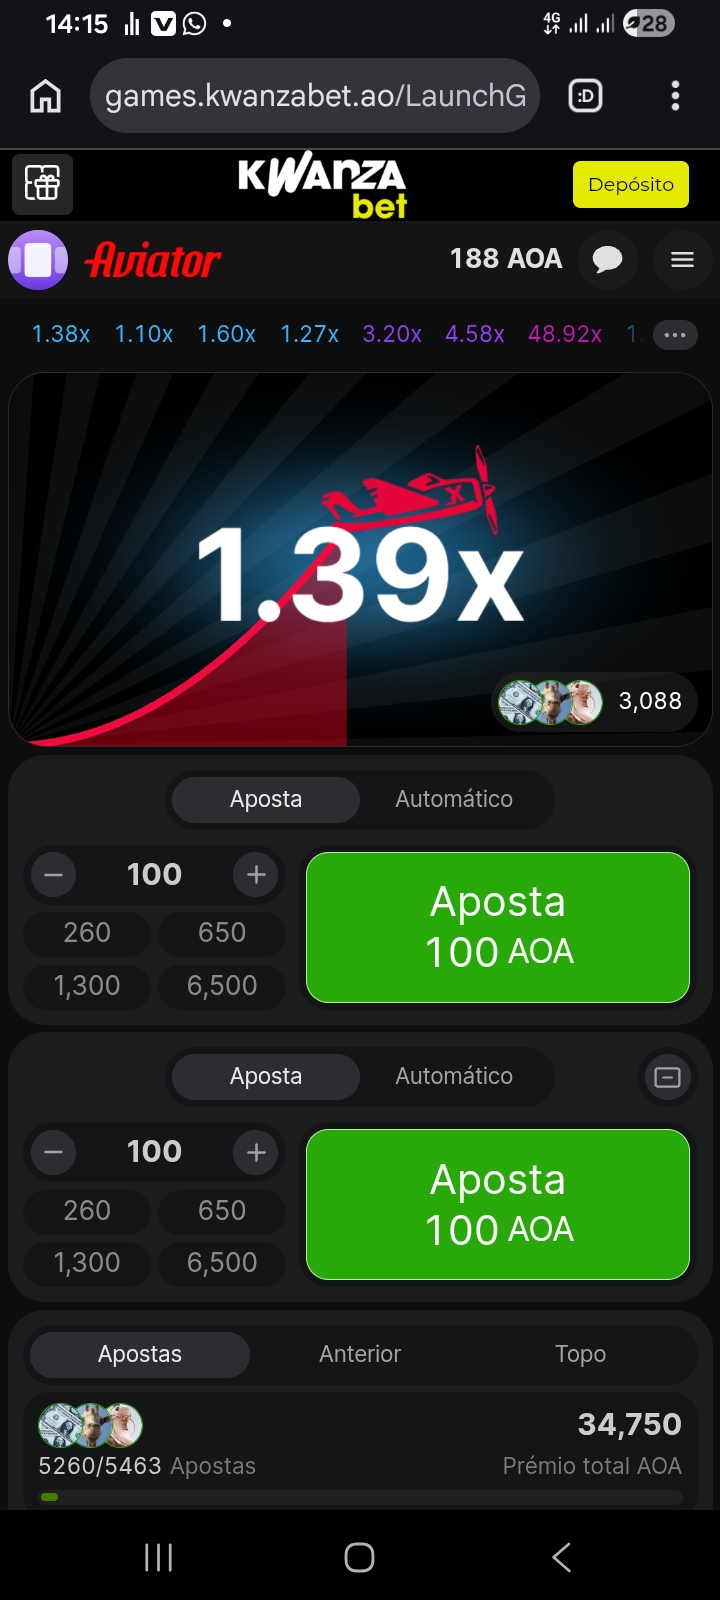 14:15
4G
28
games.kwanzabet.ao/LaunchG
:D
KWANZA
bet
Depósito
Aviator
188 AOA
1.38x 1.10x 1.60x 1.27x 3.20x 4.58x 48.92x 1.
X
1.39x
3,088
Aposta Automático
100
260 650
1,300 6,500
Aposta
100 AOA
Aposta Automático
100
260 650
1,300 6,500
Aposta
100 AOA
Apostas Anterior Topo
34,750
5260/5463 Apostas Prémio total AOA